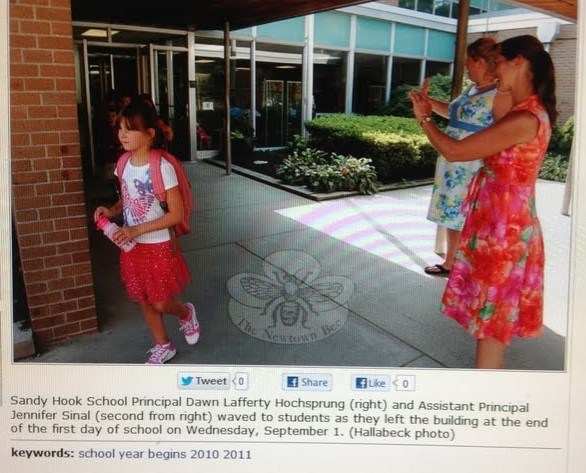 The Newtown Bee
Tweet 0
Share
Like 0
Sandy Hook School Principal Dawn Lafferty Hochsprung (right) and Assistant Principal
Jennifer Sinal (second from right) waved to students as they left the building at the end
of the first day of school on Wednesday, September 1. (Hallabeck photo)
keywords: school year begins 2010 2011